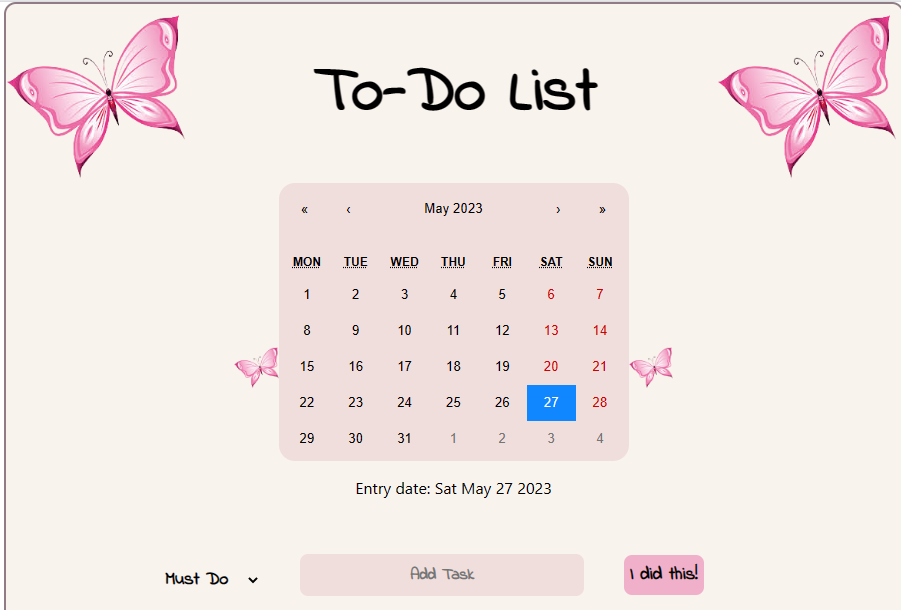 To-Do List
« ‹ May 2023 › »
MON TUE WED THU FRI SAT SUN
1 2 3 4 5 6 7
8 9 10 11 12 13 14
15 16 17 18 19 20 21
22 23 24 25 26 27 28
29 30 31 1 2 3 4
Entry date: Sat May 27 2023
Must Do Add Task I did this!